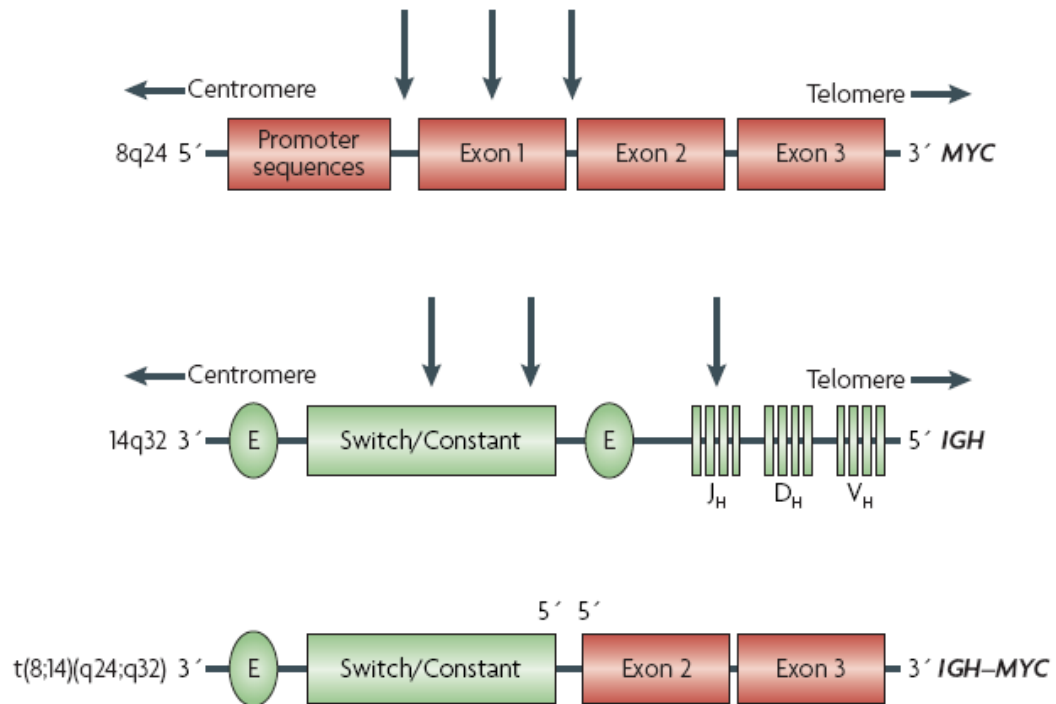 Centromere
Telomere
8q24 5´ Promoter sequences Exon 1 Exon 2 Exon 3 3´ MYC
Centromere
Telomere
14q32 3´ E Switch/Constant E 5´ IGH
JH DH VH
5´ 5´
t(8;14)(q24;q32) 3´ E Switch/Constant Exon 2 Exon 3 3´ IGH–MYC